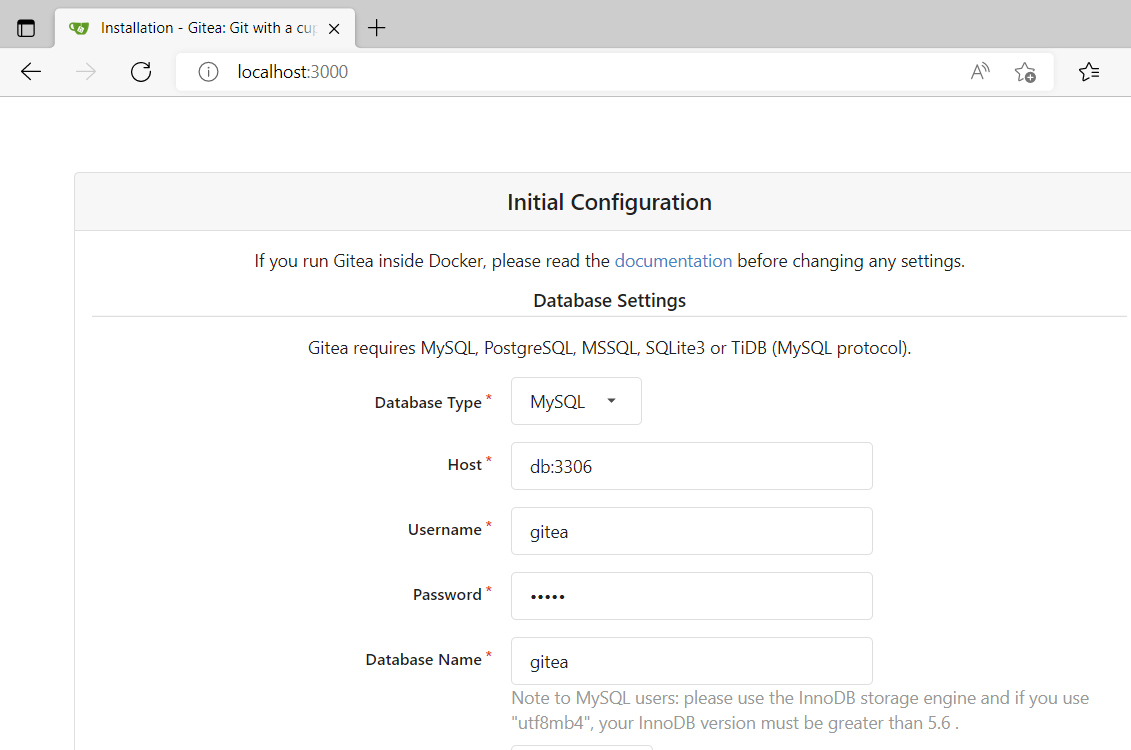 Installation - Gitea: Git with a cup
localhost:3000
Initial Configuration
If you run Gitea inside Docker, please read the documentation before changing any settings.
Database Settings
Gitea requires MySQL, PostgreSQL, MSSQL, SQLite3 or TiDB (MySQL protocol).
Database Type * MySQL
Host * db:3306
Username * gitea
Password * •••••
Database Name * gitea
Note to MySQL users: please use the InnoDB storage engine and if you use
"utf8mb4", your InnoDB version must be greater than 5.6 .